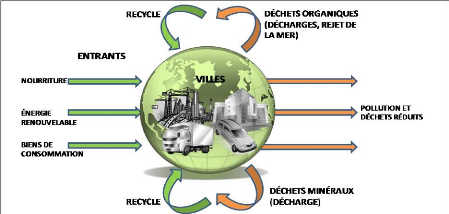 RECYCLE
DÉCHETS ORGANIQUES
(DÉCHARGES, REJET DE
LA MER)
ENTRANTS
VILLES
NOURRITURE
ÉNERGIE
RENOUVELABLE
POLLUTION ET
DÉCHETS RÉDUITS
BIENS DE
CONSOMMATION
RECYCLE
DÉCHETS MINÉRAUX
(DÉCHARGE)